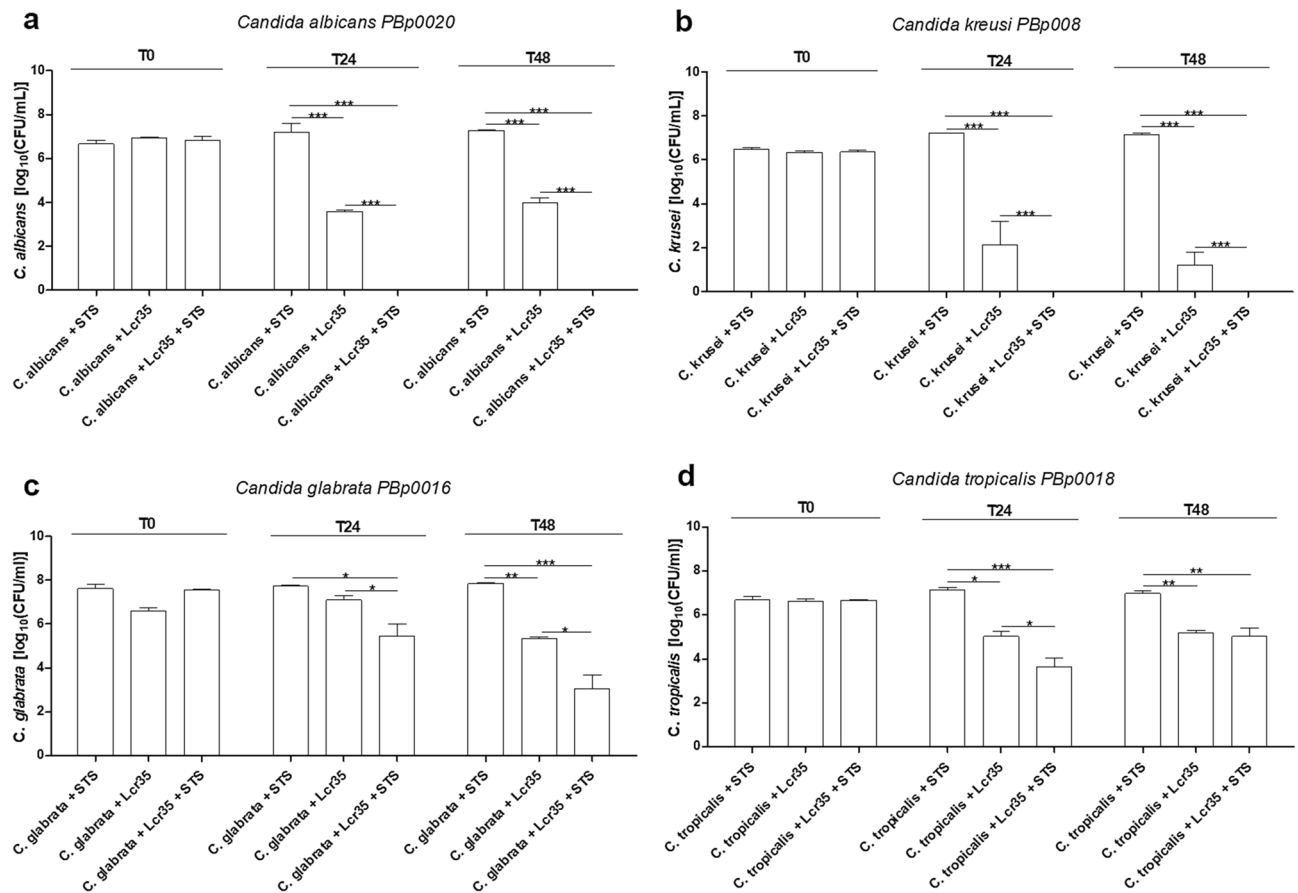 a
Candida albicans PBp0020
T0
T24
T48
C. albicans [log10(CFU/mL)]
10
8
6
4
2
0
***
***
***
***
***
***
C. albicans + STS
C. albicans + Lcr35
C. albicans + Lcr35 + STS
C. albicans + STS
C. albicans + Lcr35
C. albicans + Lcr35 + STS
C. albicans + STS
C. albicans + Lcr35
C. albicans + Lcr35 + STS
b
Candida kreusi PBp008
T0
T24
T48
C. krusei [log10(CFU/mL)]
10
8
6
4
2
0
***
***
***
***
***
***
C. krusei + STS
C. krusei + Lcr35
C. krusei + Lcr35 + STS
C. krusei + STS
C. krusei + Lcr35
C. krusei + Lcr35 + STS
C. krusei + STS
C. krusei + Lcr35
C. krusei + Lcr35 + STS
c
Candida glabrata PBp0016
T0
T24
T48
C. glabrata [log10(CFU/ml)]
10
8
6
4
2
0
*
*
***
**
*
C. glabrata + STS
C. glabrata + Lcr35
C. glabrata + Lcr35 + STS
C. glabrata + STS
C. glabrata + Lcr35
C. glabrata + Lcr35 + STS
C. glabrata + STS
C. glabrata + Lcr35
C. glabrata + Lcr35 + STS
d
Candida tropicalis PBp0018
T0
T24
T48
C. tropicalis [log10(CFU/ml)]
10
8
6
4
2
0
***
*
*
**
**
C. tropicalis + STS
C. tropicalis + Lcr35
C. tropicalis + Lcr35 + STS
C. tropicalis + STS
C. tropicalis + Lcr35
C. tropicalis + Lcr35 + STS
C. tropicalis + STS
C. tropicalis + Lcr35
C. tropicalis + Lcr35 + STS